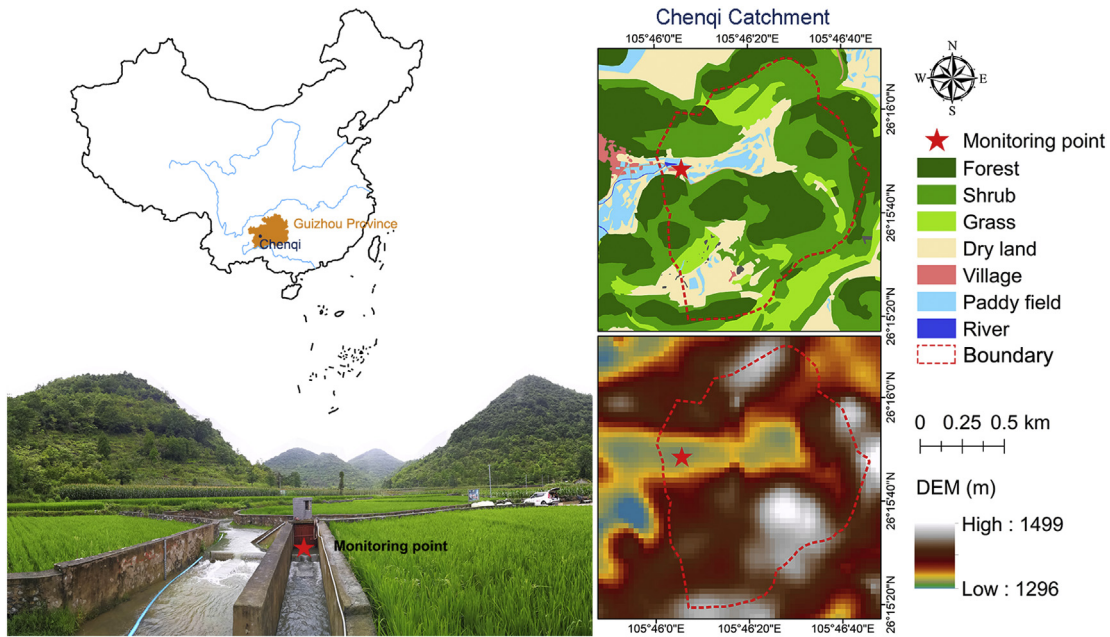 Chenqi Catchment
105°46'0"E 105°46'20"E 105°46'40"E
26°16'0"N
26°15'40"N
26°15'20"N
Guizhou Province
Chenqi
N
W E
S
Monitoring point
Forest
Shrub
Grass
Dry land
Village
Paddy field
River
Boundary
0 0.25 0.5 km
DEM (m)
High : 1499
Low : 1296
26°16'0"N
26°15'40"N
26°15'20"N
105°46'0"E 105°46'20"E 105°46'40"E
Monitoring point